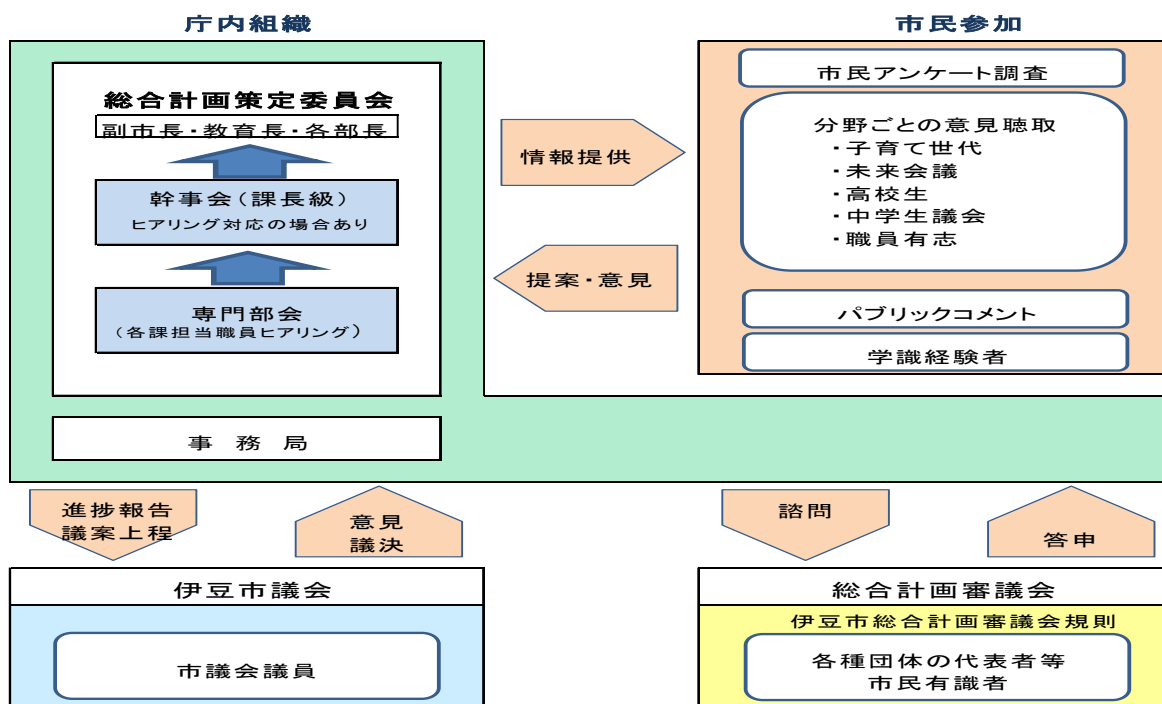 庁内組織
総合計画策定委員会
副市長・教育長・各部長
幹事会（課長級）
ヒアリング対応の場合あり
専門部会
（各課担当職員ヒアリング）
事務局
情報提供
提案・意見
市民参加
市民アンケート調査
分野ごとの意見聴取
・子育て世代
・未来会議
・高校生
・中学生議会
・職員有志
パブリックコメント
学識経験者
進捗報告
議案上程
意見
議決
諮問
答申
伊豆市議会
市議会議員
総合計画審議会
伊豆市総合計画審議会規則
各種団体の代表者等
市民有識者